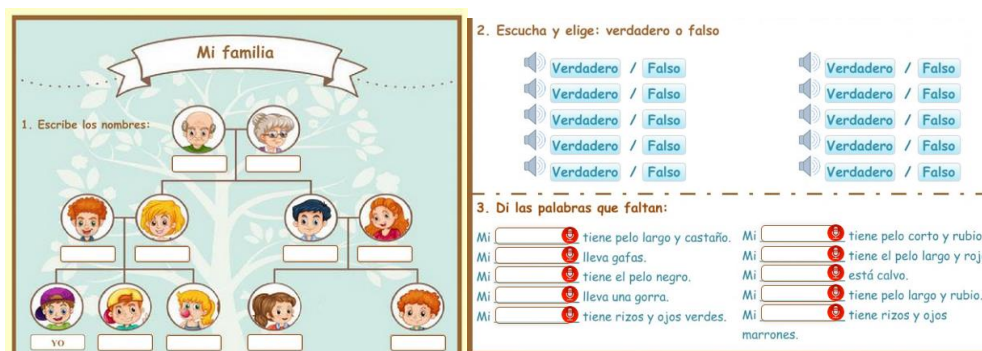 Mi familia
1. Escribe los nombres:
YO
2. Escucha y elige: verdadero o falso
Verdadero / Falso Verdadero / Falso
Verdadero / Falso Verdadero / Falso
Verdadero / Falso Verdadero / Falso
Verdadero / Falso Verdadero / Falso
Verdadero / Falso Verdadero / Falso
3. Di las palabras que faltan:
Mi tiene pelo largo y castaño.
Mi lleva gafas.
Mi tiene el pelo negro.
Mi lleva una gorra.
Mi tiene rizos y ojos verdes.
Mi tiene pelo corto y rubio
Mi tiene el pelo largo y roj
Mi está calvo.
Mi tiene pelo largo y rubio.
Mi tiene rizos y ojos
marrones.